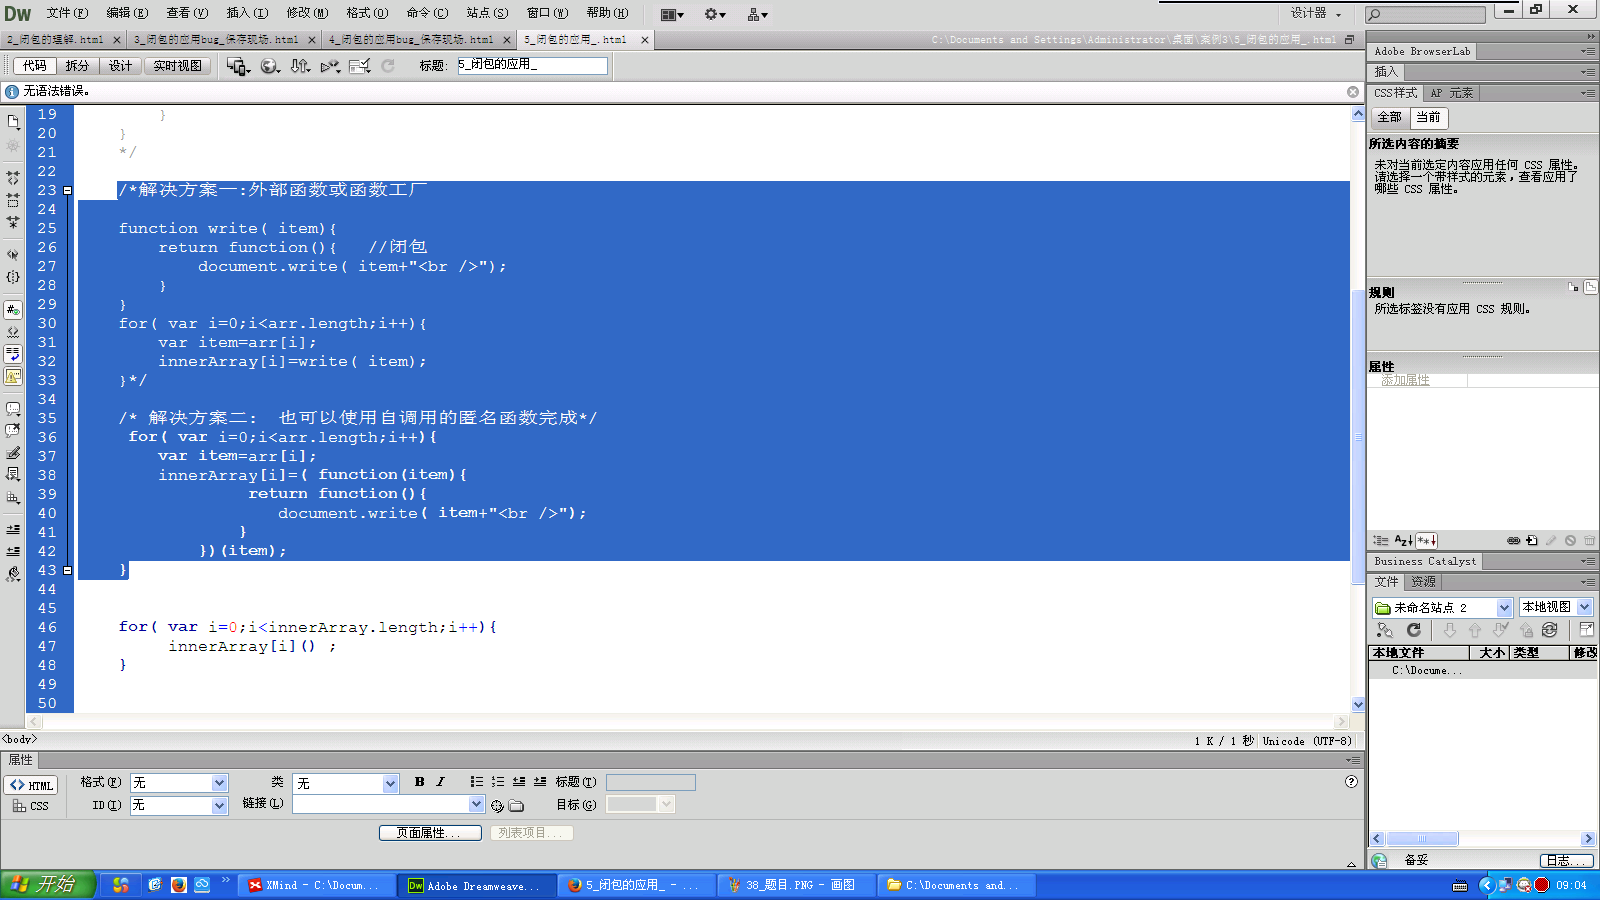 Dw 文件(F) 编辑(E) 查看(V) 插入(I) 修改(M) 格式(O) 命令(C) 站点(S) 窗口(W) 帮助(H) 设计器
2_闭包的理解.html 3_闭包的应用bug_保存现场.html 4_闭包的应用bug_保存现场.html 5_闭包的应用_.html C:\Documents and Settings\Administrator\桌面\案例3\5_闭包的应用_.html
代码 拆分 设计 实时视图 标题: 5_闭包的应用_
无语法错误。
19 }
20 }
21 */
22
23 /*解决方案一:外部函数或函数工厂
24
25 function write( item){
26 return function(){ //闭包
27 document.write( item+"<br />");
28 }
29 }
30 for( var i=0;i<arr.length;i++){
31 var item=arr[i];
32 innerArray[i]=write( item);
33 }*/
34
35 /* 解决方案二: 也可以使用自调用的匿名函数完成*/
36 for( var i=0;i<arr.length;i++){
37 var item=arr[i];
38 innerArray[i]=( function(item){
39 return function(){
40 document.write( item+"<br />");
41 }
42 })(item);
43 }
44
45
46 for( var i=0;i<innerArray.length;i++){
47 innerArray[i]() ;
48 }
49
50
<body> 1 K / 1 秒 Unicode (UTF-8)
属性
HTML 格式(F) 无 类 无 B I 标题(T)
CSS ID(I) 无 链接(L) 目标(G)
页面属性... 列表项目...
Adobe BrowserLab
插入
CSS样式 AP 元素
全部 当前
所选内容的摘要
未对当前选定内容应用任何 CSS 属性。
请选择一个带样式的元素，查看应用了
哪些 CSS 属性。
规则
所选标签没有应用 CSS 规则。
属性
添加属性
Business Catalyst
文件 资源
未命名站点 2 本地视图
本地文件 大小 类型 修改
C:\Docume...
备妥 日志...
开始 XMind - C:\Docum... Adobe Dreamweave... 5_闭包的应用_ - ... 38_题目.PNG - 画图 C:\Documents and... 09:04